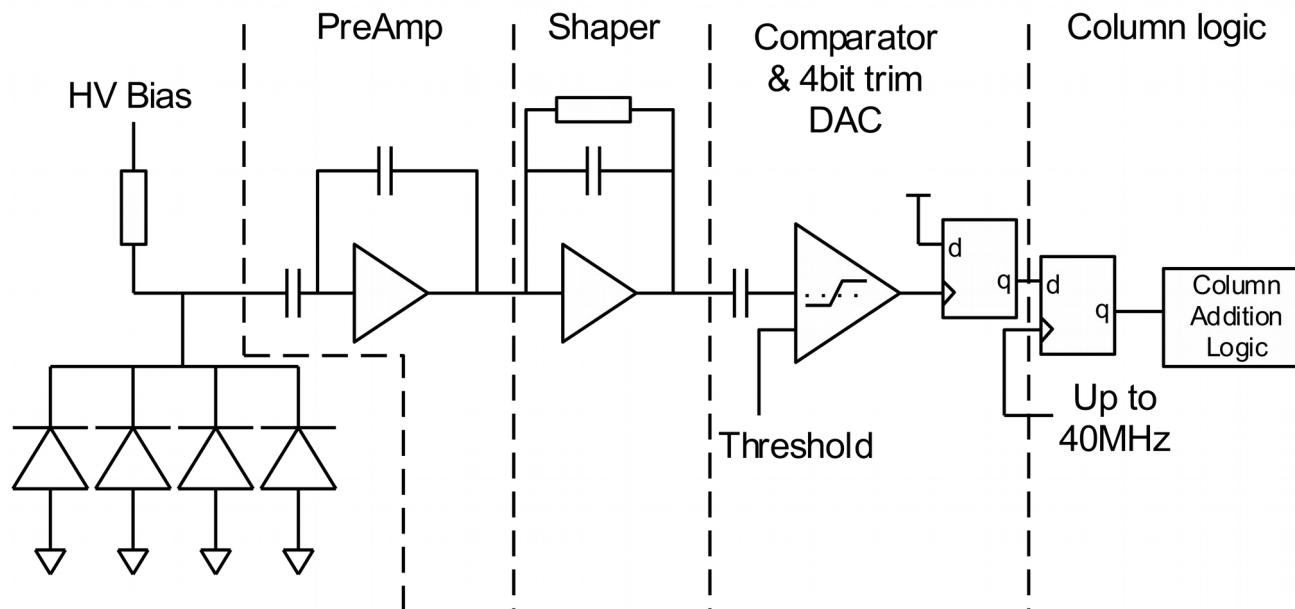 PreAmp
Shaper
Comparator
& 4bit trim
DAC
Column logic
HV Bias
d
q
d
q
Column
Addition
Logic
Threshold
Up to
40MHz